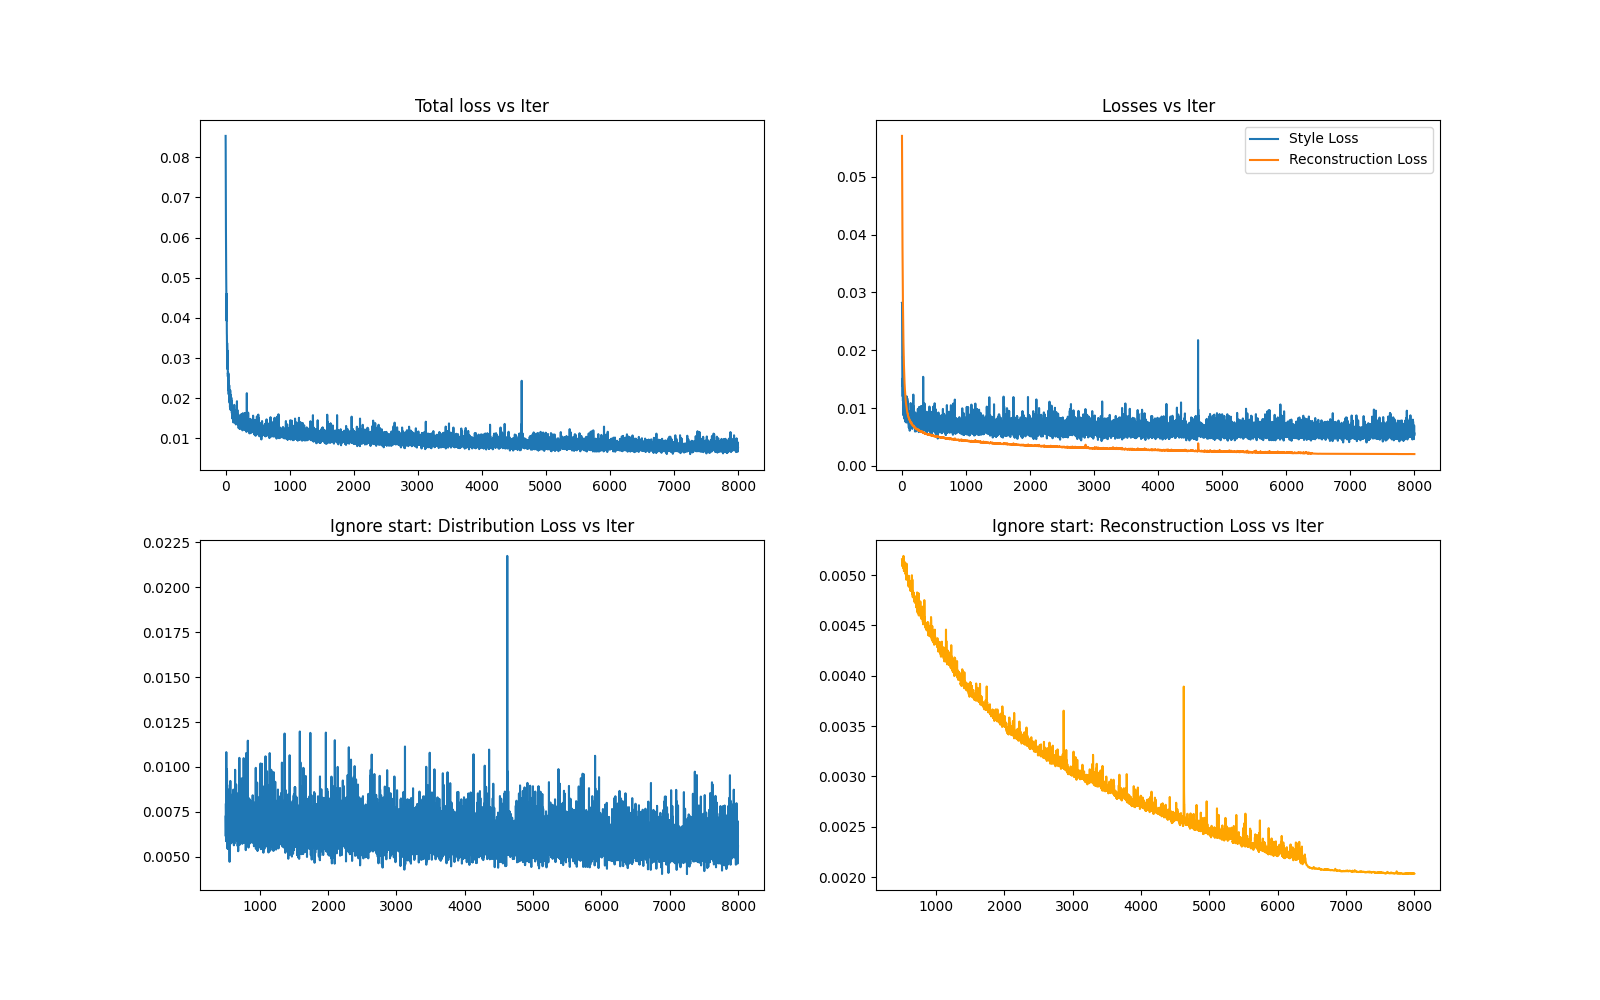 Total loss vs Iter
0.08
0.07
0.06
0.05
0.04
0.03
0.02
0.01
0 1000 2000 3000 4000 5000 6000 7000 8000
Losses vs Iter
Style Loss
Reconstruction Loss
0.05
0.04
0.03
0.02
0.01
0.00
0 1000 2000 3000 4000 5000 6000 7000 8000
Ignore start: Distribution Loss vs Iter
0.0225
0.0200
0.0175
0.0150
0.0125
0.0100
0.0075
0.0050
1000 2000 3000 4000 5000 6000 7000 8000
Ignore start: Reconstruction Loss vs Iter
0.0050
0.0045
0.0040
0.0035
0.0030
0.0025
0.0020
1000 2000 3000 4000 5000 6000 7000 8000